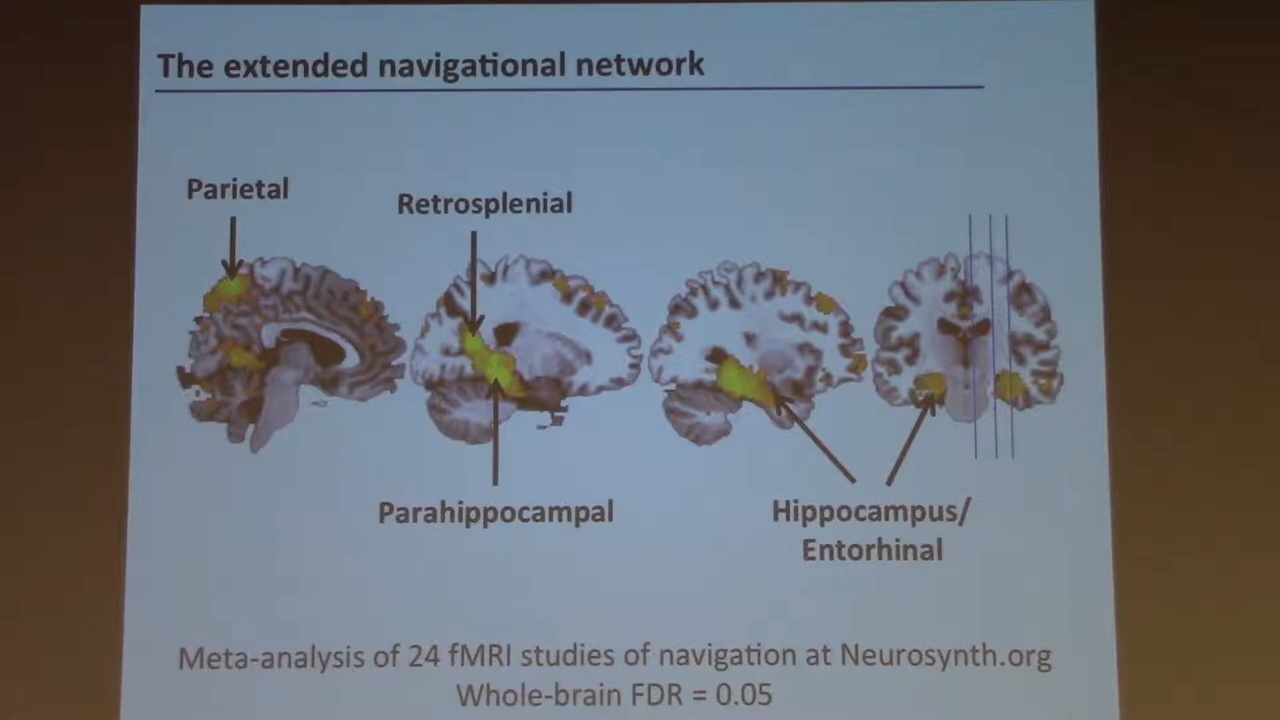 The extended navigational network
Parietal
Retrosplenial
Parahippocampal
Hippocampus/
Entorhinal
Meta-analysis of 24 fMRI studies of navigation at Neurosynth.org
Whole-brain FDR = 0.05